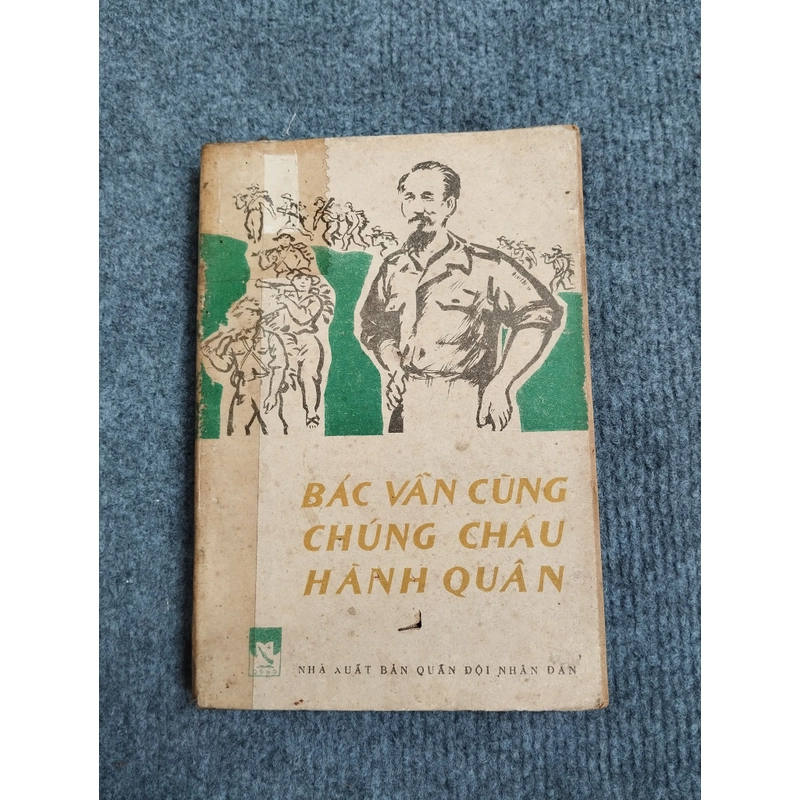 BÁC VẪN CÙNG
CHÚNG CHÁU
HÀNH QUÂN
NHÀ XUẤT BẢN QUÂN ĐỘI NHÂN DÂN